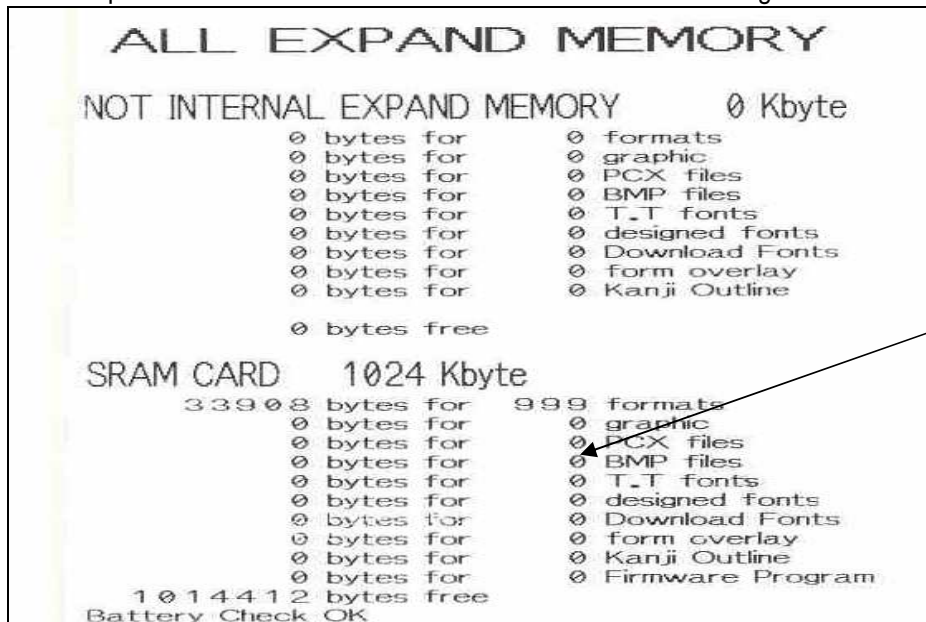 ALL EXPAND MEMORY
NOT INTERNAL EXPAND MEMORY 0 Kbyte
0 bytes for 0 formats
0 bytes for 0 graphic
0 bytes for 0 PCX files
0 bytes for 0 BMP files
0 bytes for 0 T.T fonts
0 bytes for 0 designed fonts
0 bytes for 0 Download Fonts
0 bytes for 0 form overlay
0 bytes for 0 Kanji Outline
0 bytes free
SRAM CARD 1024 Kbyte
33908 bytes for 999 formats
0 bytes for 0 graphic
0 bytes for 0 PCX files
0 bytes for 0 BMP files
0 bytes for 0 T.T fonts
0 bytes for 0 designed fonts
0 bytes for 0 Download Fonts
0 bytes for 0 form overlay
0 bytes for 0 Kanji Outline
0 bytes for 0 Firmware Program
1014412 bytes free
Battery Check OK